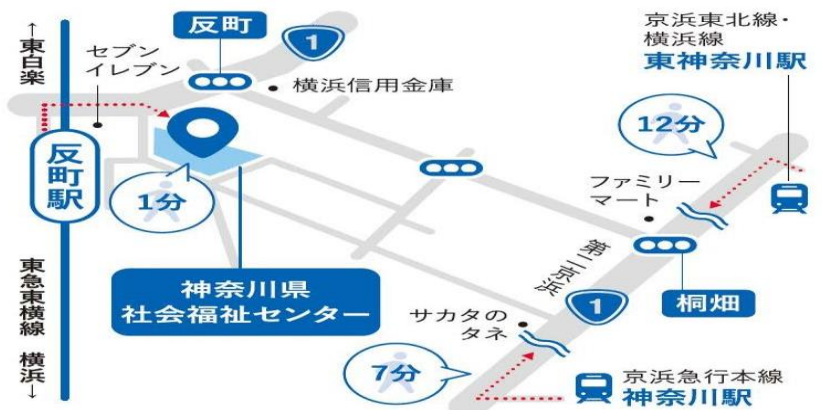 ↑東白楽
セブン
イレブン
反町
1
横浜信用金庫
京浜東北線・
横浜線
東神奈川駅
12分
反町駅
1分
ファミリー
マート
神奈川県
社会福祉センター
第二京浜
1
桐畑
サカタの
タネ
東急東横線 横浜↓
7分
京浜急行本線
神奈川駅